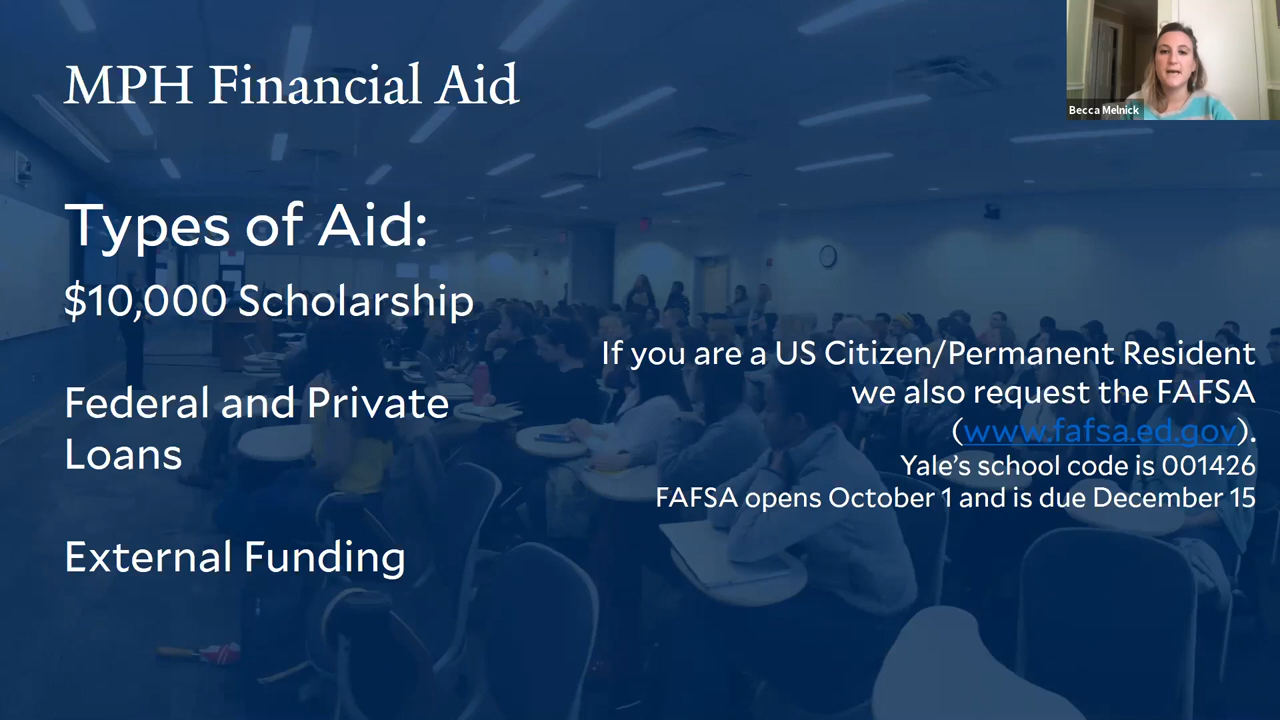 MPH Financial Aid
Becca Melnick
Types of Aid:
$10,000 Scholarship
Federal and Private
Loans
External Funding
If you are a US Citizen/Permanent Resident
we also request the FAFSA
(www.fafsa.ed.gov).
Yale's school code is 001426
FAFSA opens October 1 and is due December 15